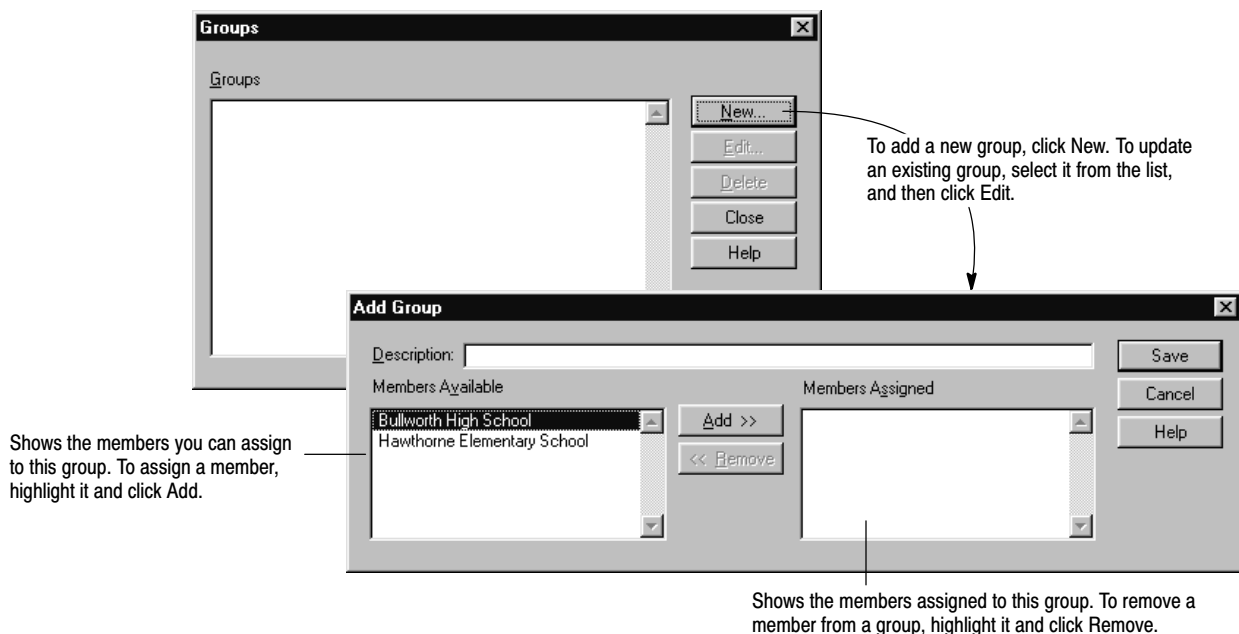 Groups
Groups
New...
Edit...
Delete
Close
Help
To add a new group, click New. To update
an existing group, select it from the list,
and then click Edit.
Add Group
Description:
Save
Members Available
Members Assigned
Cancel
Bullworth High School
Hawthorne Elementary School
Add >>
<< Remove
Help
Shows the members you can assign
to this group. To assign a member,
highlight it and click Add.
Shows the members assigned to this group. To remove a
member from a group, highlight it and click Remove.